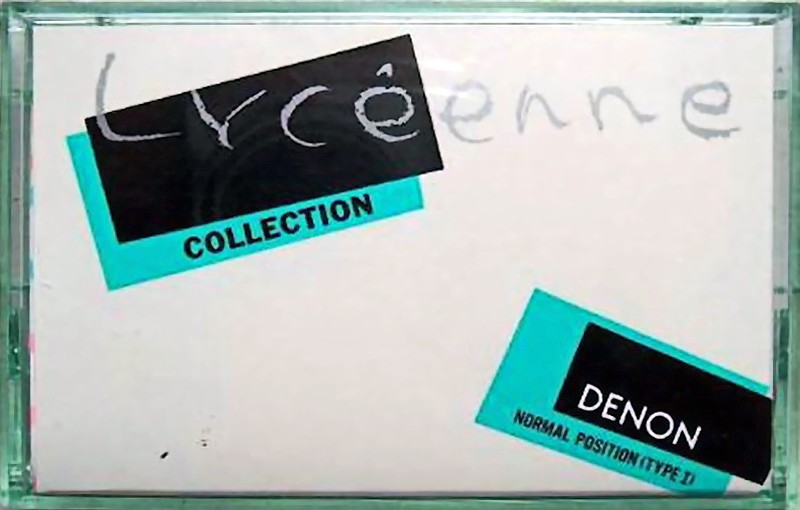 Lycéenne
COLLECTION
DENON
NORMAL POSITION (TYPE I)